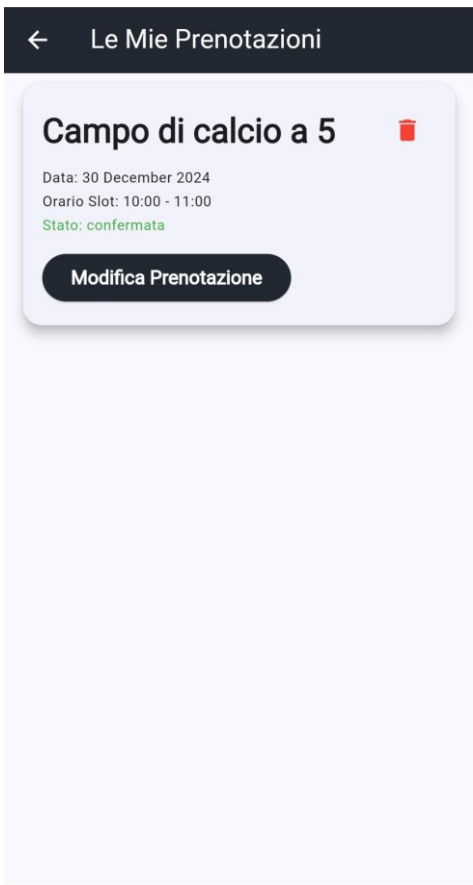 Le Mie Prenotazioni
Campo di calcio a 5
Data: 30 December 2024
Orario Slot: 10:00 - 11:00
Stato: confermata
Modifica Prenotazione